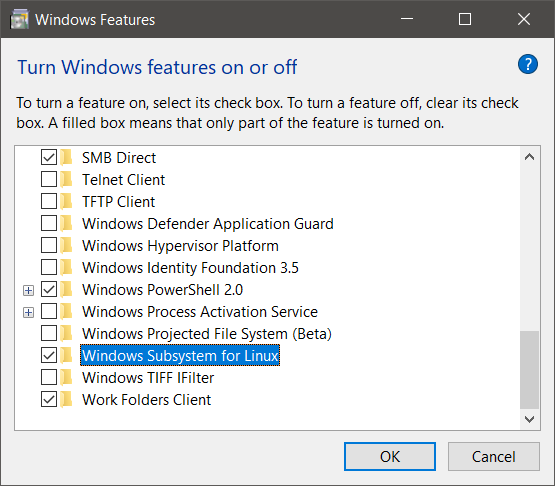 Windows Features
Turn Windows features on or off
?
To turn a feature on, select its check box. To turn a feature off, clear its check
box. A filled box means that only part of the feature is turned on.
SMB Direct
Telnet Client
TFTP Client
Windows Defender Application Guard
Windows Hypervisor Platform
Windows Identity Foundation 3.5
Windows PowerShell 2.0
Windows Process Activation Service
Windows Projected File System (Beta)
Windows Subsystem for Linux
Windows TIFF IFilter
Work Folders Client
OK
Cancel